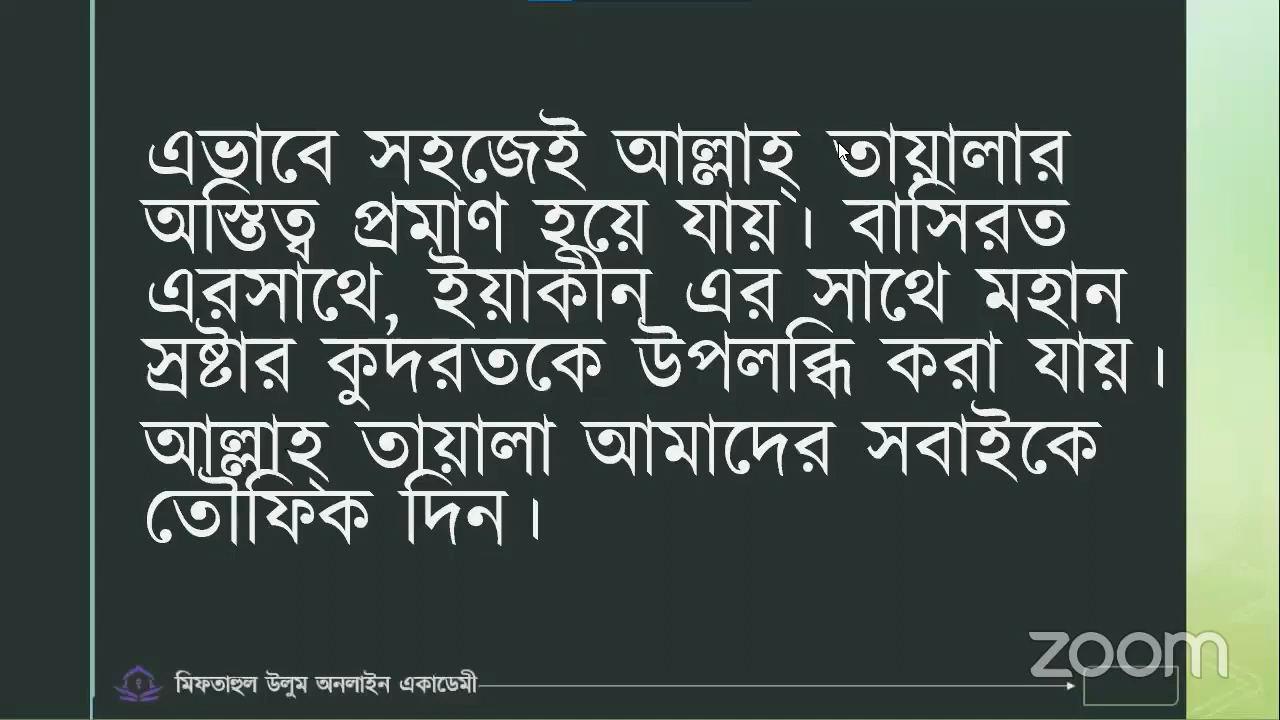 এভাবে সহজেই আল্লাহ্ তায়ালার
অস্তিত্ব প্রমাণ হয়ে যায়। বাসিরত
এরসাথে, ইয়াকীন এর সাথে মহান
স্রষ্টার কুদরতকে উপলব্ধি করা যায়।
আল্লাহ্ তায়ালা আমাদের সবাইকে
তৌফিক দিন।
zoom
মিফতাহুল উলুম অনলাইন একাডেমী